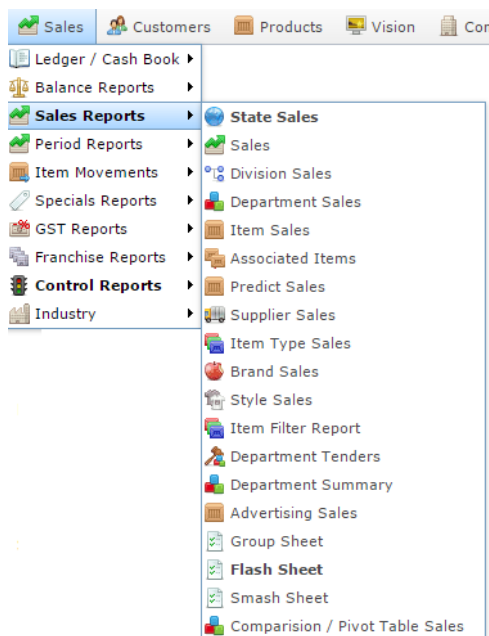 Sales Customers Products Vision
Ledger / Cash Book
Balance Reports
Sales Reports
Period Reports
Item Movements
Specials Reports
GST Reports
Franchise Reports
Control Reports
Industry
State Sales
Sales
Division Sales
Department Sales
Item Sales
Associated Items
Predict Sales
Supplier Sales
Item Type Sales
Brand Sales
Style Sales
Item Filter Report
Department Tenders
Department Summary
Advertising Sales
Group Sheet
Flash Sheet
Smash Sheet
Comparision / Pivot Table Sales